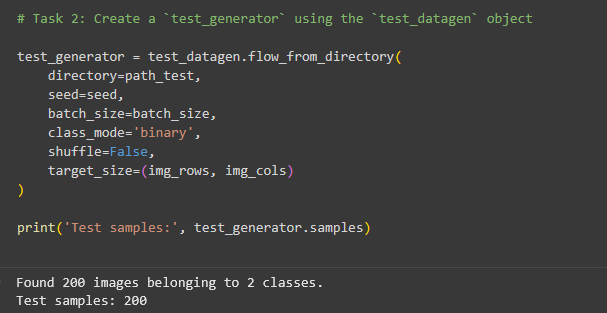 # Task 2: Create a `test_generator` using the `test_datagen` object
test_generator = test_datagen.flow_from_directory(
    directory=path_test,
    seed=seed,
    batch_size=batch_size,
    class_mode='binary',
    shuffle=False,
    target_size=(img_rows, img_cols)
)
print('Test samples:', test_generator.samples)
Found 200 images belonging to 2 classes.
Test samples: 200